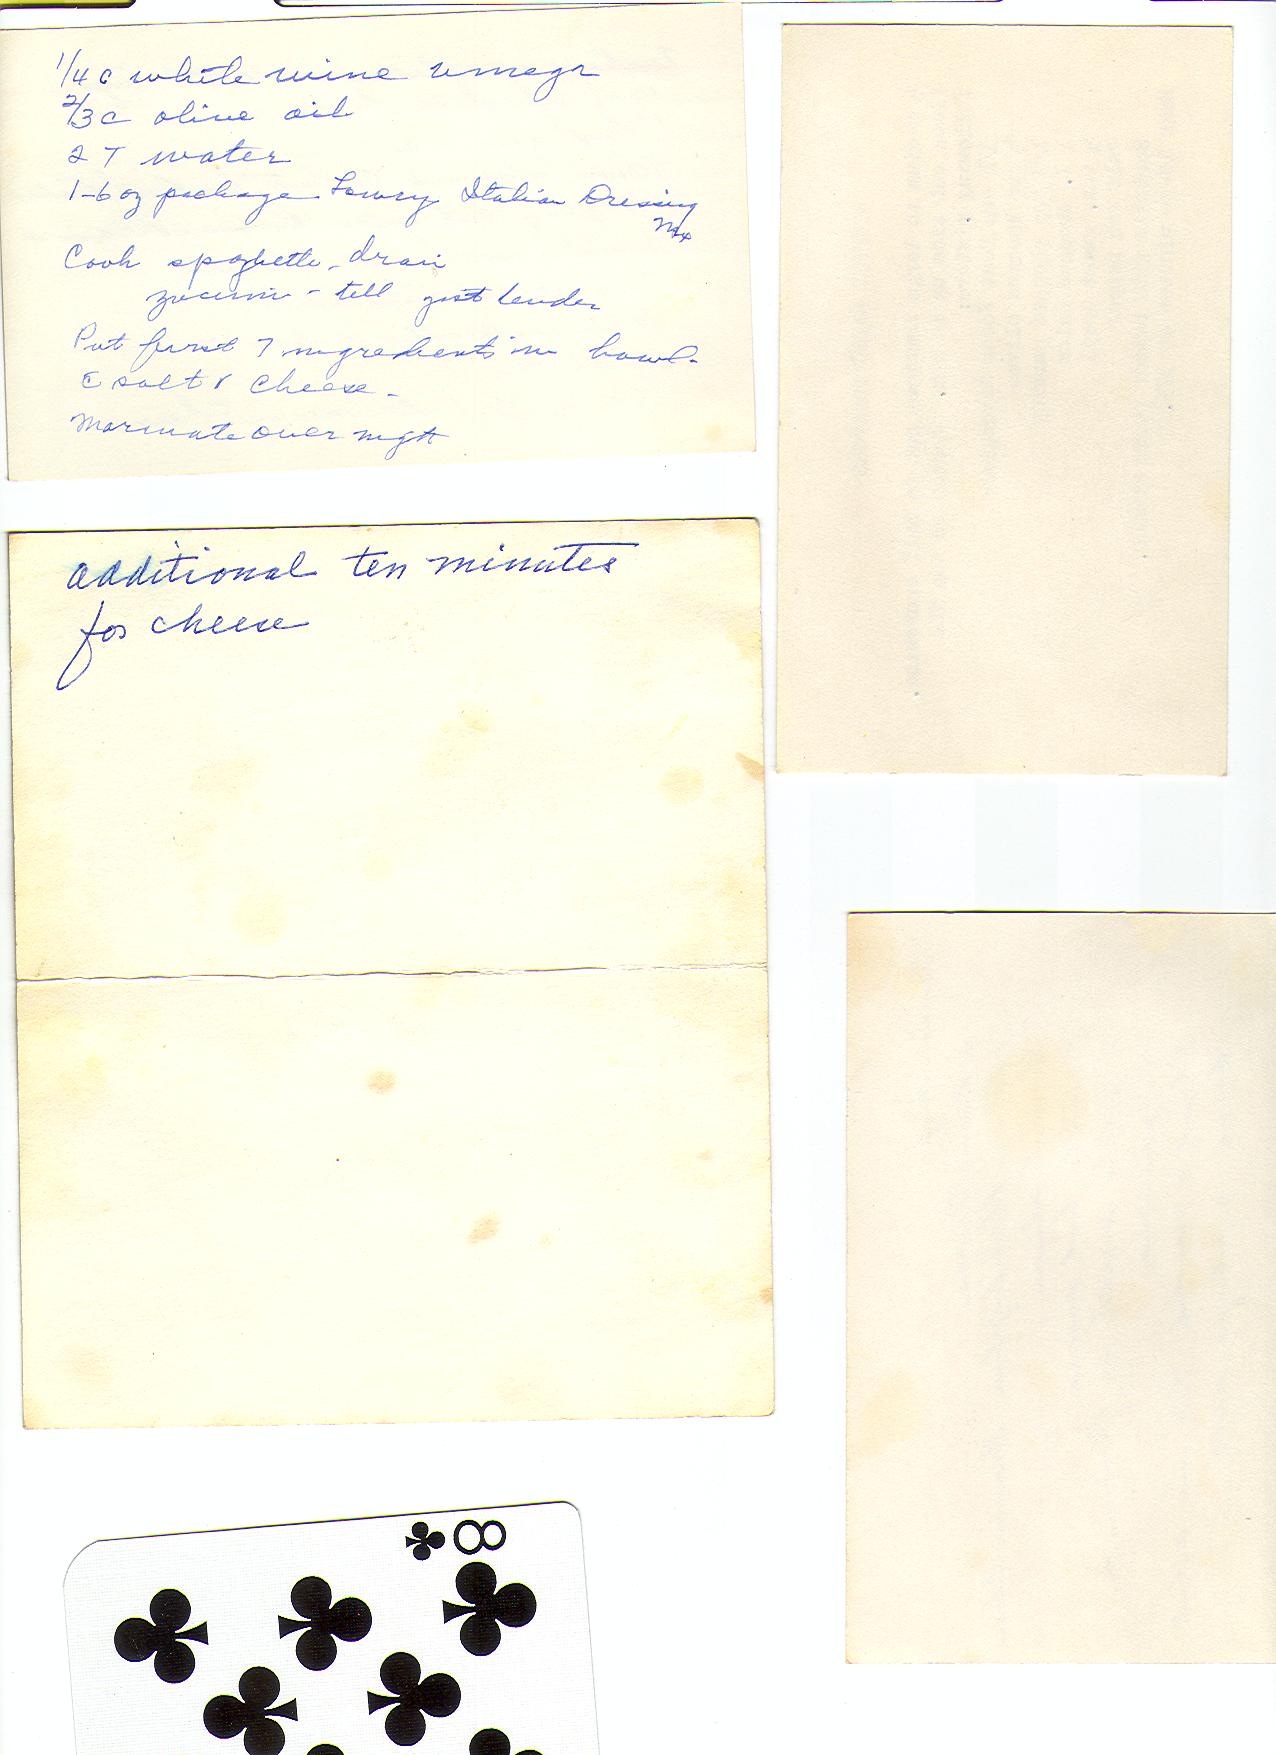 1/4 c white wine vinegr
2/3 c olive oil
2 T water
1-6 oz package Lawry Italian Dressing
Mix
Cook spaghetti - drain
zuccini - till just tender
Put first 7 ingredients in bowl -
c̄ salt & cheese -
Marinate over night
additional ten minutes
for cheese
8